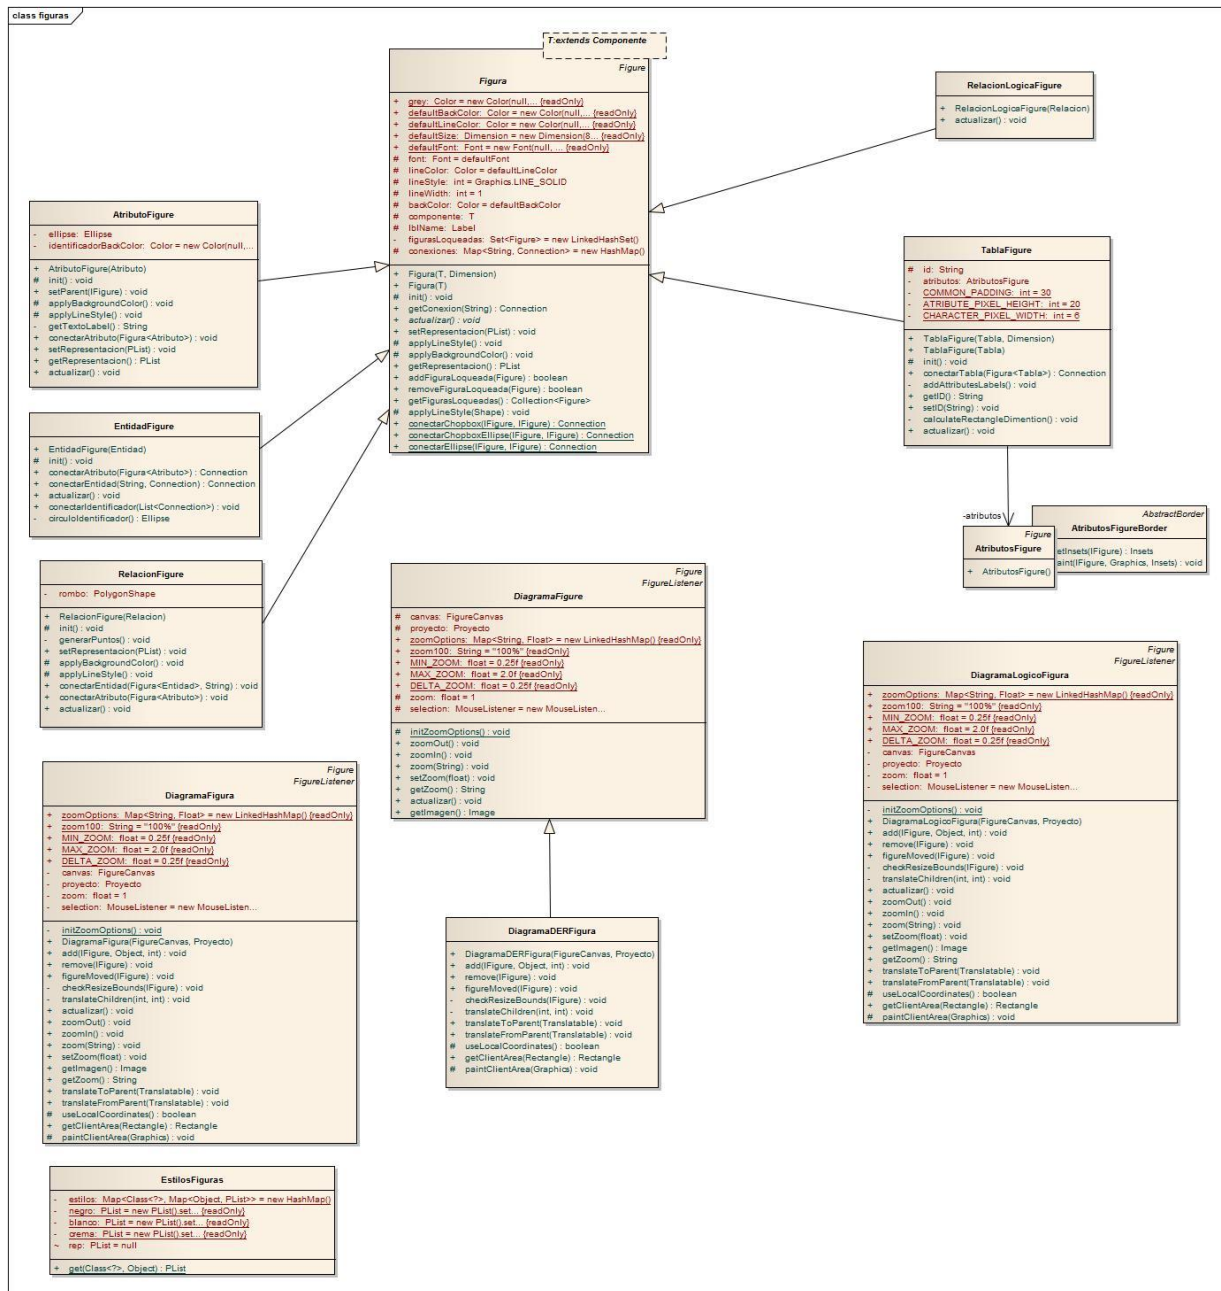 class figuras
T:extends Componente
Figure
Figura
+ grey: Color = new Color(null,... {readOnly}
+ defaultBackColor: Color = new Color(null,... {readOnly}
+ defaultLineColor: Color = new Color(null,... {readOnly}
+ defaultSize: Dimension = new Dimension(8... {readOnly}
+ defaultFont: Font = new Font(null, ... {readOnly}
# font: Font = defaultFont
# lineColor: Color = defaultLineColor
# lineStyle: int = Graphics.LINE_SOLID
# lineWidth: int = 1
# backColor: Color = defaultBackColor
# componente: T
# lblName: Label
- figurasLoqueadas: Set<Figure> = new LinkedHashSet()
# conexiones: Map<String, Connection> = new HashMap()
+ Figura(T, Dimension)
+ Figura(T)
# init() : void
+ getConexion(String) : Connection
+ actualizar() : void
+ setRepresentacion(PList) : void
# applyLineStyle() : void
# applyBackgroundColor() : void
+ getRepresentacion() : PList
+ addFiguraLoqueada(Figure) : boolean
+ removeFiguraLoqueada(Figure) : boolean
+ getFigurasLoqueadas() : Collection<Figure>
# applyLineStyle(Shape) : void
+ conectarChopbox(IFigure, IFigure) : Connection
+ conectarChopboxEllipse(IFigure, IFigure) : Connection
+ conectarEllipse(IFigure, IFigure) : Connection
RelacionLogicaFigure
+ RelacionLogicaFigure(Relacion)
+ actualizar() : void
AtributoFigure
- ellipse: Ellipse
- identificadorBackColor: Color = new Color(null,...
+ AtributoFigure(Atributo)
# init() : void
+ setParent(IFigure) : void
# applyBackgroundColor() : void
# applyLineStyle() : void
- getTextoLabel() : String
+ conectarAtributo(Figura<Atributo>) : void
+ setRepresentacion(PList) : void
+ getRepresentacion() : PList
+ actualizar() : void
TablaFigure
# id: String
- atributos: AtributosFigure
- COMMON_PADDING: int = 30
- ATRIBUTE_PIXEL_HEIGHT: int = 20
- CHARACTER_PIXEL_WIDTH: int = 6
+ TablaFigure(Tabla, Dimension)
+ TablaFigure(Tabla)
# init() : void
+ conectarTabla(Figura<Tabla>) : Connection
- addAttributesLabels() : void
+ getID() : String
+ setID(String) : void
- calculateRectangleDimention() : void
+ actualizar() : void
EntidadFigure
+ EntidadFigure(Entidad)
# init() : void
+ conectarAtributo(Figura<Atributo>) : Connection
+ conectarEntidad(String, Connection) : Connection
+ actualizar() : void
+ conectarIdentificador(List<Connection>) : void
- circuloIdentificador() : Ellipse
-atributos
Figure
AtributosFigure
+ AtributosFigure()
AbstractBorder
AtributosFigureBorder
etInsets(IFigure) : Insets
aint(IFigure, Graphics, Insets) : void
RelacionFigure
- rombo: PolygonShape
+ RelacionFigure(Relacion)
# init() : void
- generarPuntos() : void
+ setRepresentacion(PList) : void
# applyBackgroundColor() : void
# applyLineStyle() : void
+ conectarEntidad(Figura<Entidad>, String) : void
+ conectarAtributo(Figura<Atributo>) : void
+ actualizar() : void
Figure
FigureListener
DiagramaFigure
# canvas: FigureCanvas
# proyecto: Proyecto
+ zoomOptions: Map<String, Float> = new LinkedHashMap() {readOnly}
+ zoom100: String = "100%" {readOnly}
+ MIN_ZOOM: float = 0.25f {readOnly}
+ MAX_ZOOM: float = 2.0f {readOnly}
+ DELTA_ZOOM: float = 0.25f {readOnly}
# zoom: float = 1
# selection: MouseListener = new MouseListen...
# initZoomOptions() : void
+ zoomOut() : void
+ zoomIn() : void
+ zoom(String) : void
+ setZoom(float) : void
+ getZoom() : String
+ actualizar() : void
+ getImagen() : Image
Figure
FigureListener
DiagramaLogicoFigura
+ zoomOptions: Map<String, Float> = new LinkedHashMap() {readOnly}
+ zoom100: String = "100%" {readOnly}
+ MIN_ZOOM: float = 0.25f {readOnly}
+ MAX_ZOOM: float = 2.0f {readOnly}
+ DELTA_ZOOM: float = 0.25f {readOnly}
- canvas: FigureCanvas
- proyecto: Proyecto
- zoom: float = 1
- selection: MouseListener = new MouseListen...
- initZoomOptions() : void
+ DiagramaLogicoFigura(FigureCanvas, Proyecto)
+ add(IFigure, Object, int) : void
+ remove(IFigure) : void
+ figureMoved(IFigure) : void
- checkResizeBounds(IFigure) : void
- translateChildren(int, int) : void
+ actualizar() : void
+ zoomOut() : void
+ zoomIn() : void
+ zoom(String) : void
+ setZoom(float) : void
+ getImagen() : Image
+ getZoom() : String
+ translateToParent(Translatable) : void
+ translateFromParent(Translatable) : void
# useLocalCoordinates() : boolean
+ getClientArea(Rectangle) : Rectangle
# paintClientArea(Graphics) : void
Figure
FigureListener
DiagramaFigura
+ zoomOptions: Map<String, Float> = new LinkedHashMap() {readOnly}
+ zoom100: String = "100%" {readOnly}
+ MIN_ZOOM: float = 0.25f {readOnly}
+ MAX_ZOOM: float = 2.0f {readOnly}
+ DELTA_ZOOM: float = 0.25f {readOnly}
- canvas: FigureCanvas
- proyecto: Proyecto
- zoom: float = 1
- selection: MouseListener = new MouseListen...
- initZoomOptions() : void
+ DiagramaFigura(FigureCanvas, Proyecto)
+ add(IFigure, Object, int) : void
+ remove(IFigure) : void
+ figureMoved(IFigure) : void
- checkResizeBounds(IFigure) : void
- translateChildren(int, int) : void
+ actualizar() : void
+ zoomOut() : void
+ zoomIn() : void
+ zoom(String) : void
+ setZoom(float) : void
+ getImagen() : Image
+ getZoom() : String
+ translateToParent(Translatable) : void
+ translateFromParent(Translatable) : void
# useLocalCoordinates() : boolean
+ getClientArea(Rectangle) : Rectangle
# paintClientArea(Graphics) : void
DiagramaDERFigura
+ DiagramaDERFigura(FigureCanvas, Proyecto)
+ add(IFigure, Object, int) : void
+ remove(IFigure) : void
+ figureMoved(IFigure) : void
- checkResizeBounds(IFigure) : void
- translateChildren(int, int) : void
+ translateToParent(Translatable) : void
+ translateFromParent(Translatable) : void
# useLocalCoordinates() : boolean
+ getClientArea(Rectangle) : Rectangle
# paintClientArea(Graphics) : void
EstilosFiguras
- estilos: Map<Class<?>, Map<Object, PList>> = new HashMap()
- negro: PList = new PList().set... {readOnly}
- blanco: PList = new PList().set... {readOnly}
- crema: PList = new PList().set... {readOnly}
~ rep: PList = null
+ get(Class<?>, Object) : PList